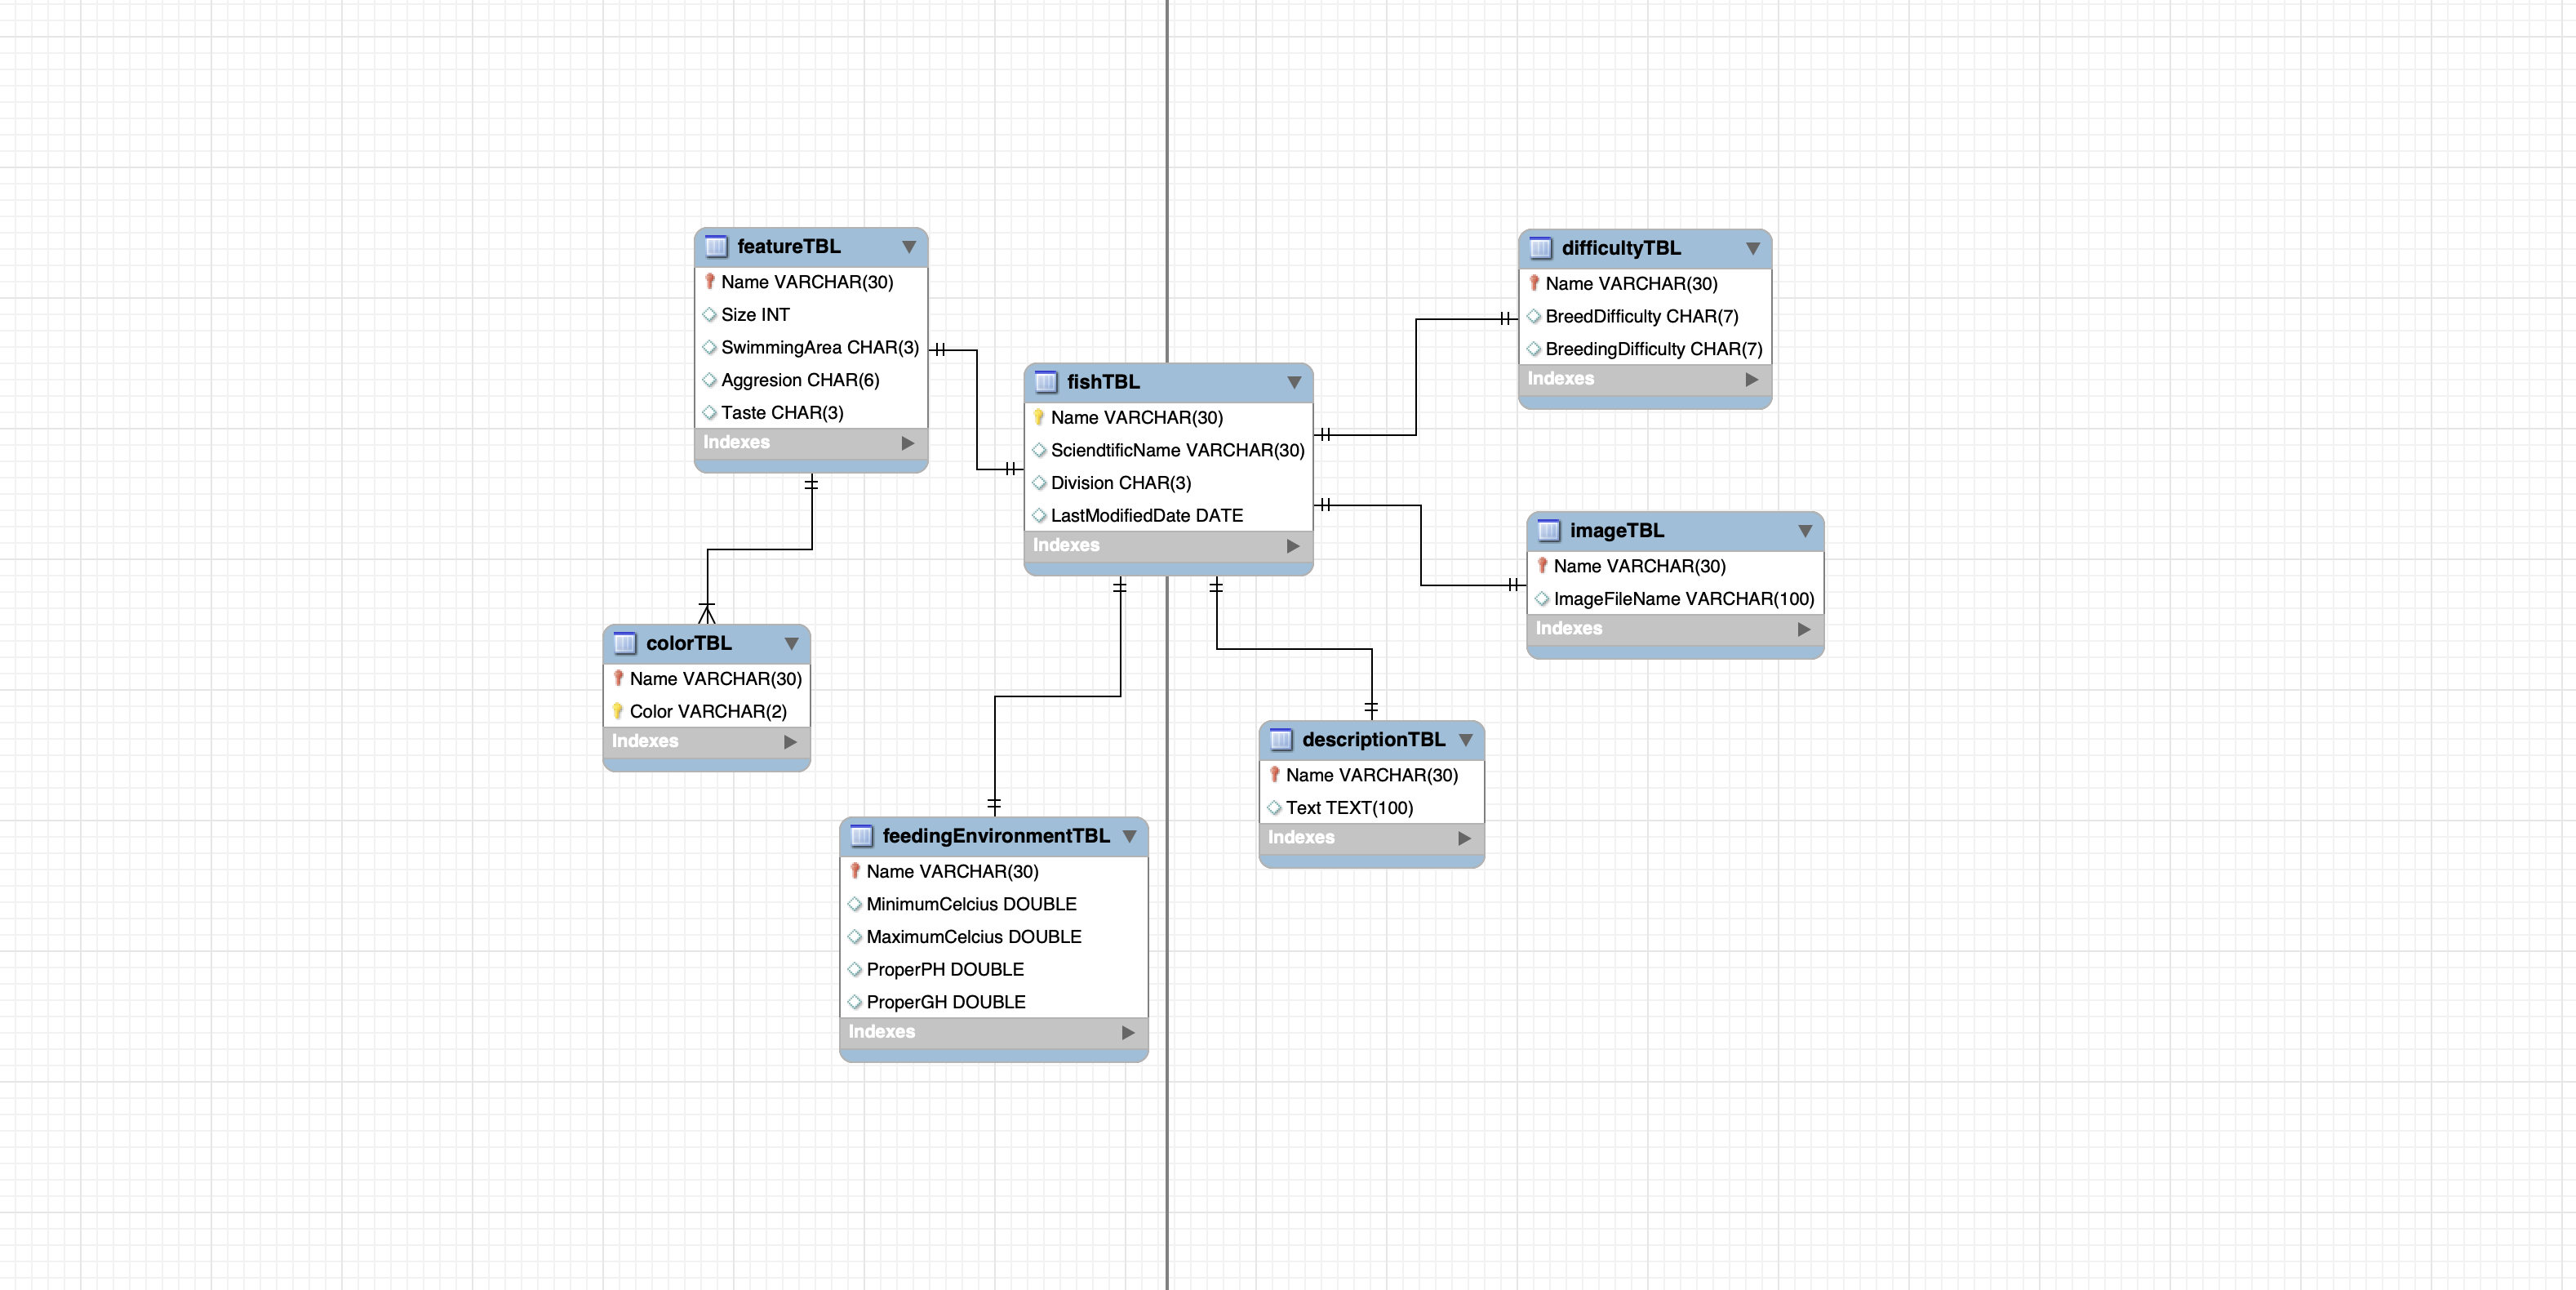 featureTBL
Name VARCHAR(30)
Size INT
SwimmingArea CHAR(3)
Aggresion CHAR(6)
Taste CHAR(3)
Indexes
fishTBL
Name VARCHAR(30)
SciendtificName VARCHAR(30)
Division CHAR(3)
LastModifiedDate DATE
Indexes
difficultyTBL
Name VARCHAR(30)
BreedDifficulty CHAR(7)
BreedingDifficulty CHAR(7)
Indexes
imageTBL
Name VARCHAR(30)
ImageFileName VARCHAR(100)
Indexes
colorTBL
Name VARCHAR(30)
Color VARCHAR(2)
Indexes
descriptionTBL
Name VARCHAR(30)
Text TEXT(100)
Indexes
feedingEnvironmentTBL
Name VARCHAR(30)
MinimumCelcius DOUBLE
MaximumCelcius DOUBLE
ProperPH DOUBLE
ProperGH DOUBLE
Indexes